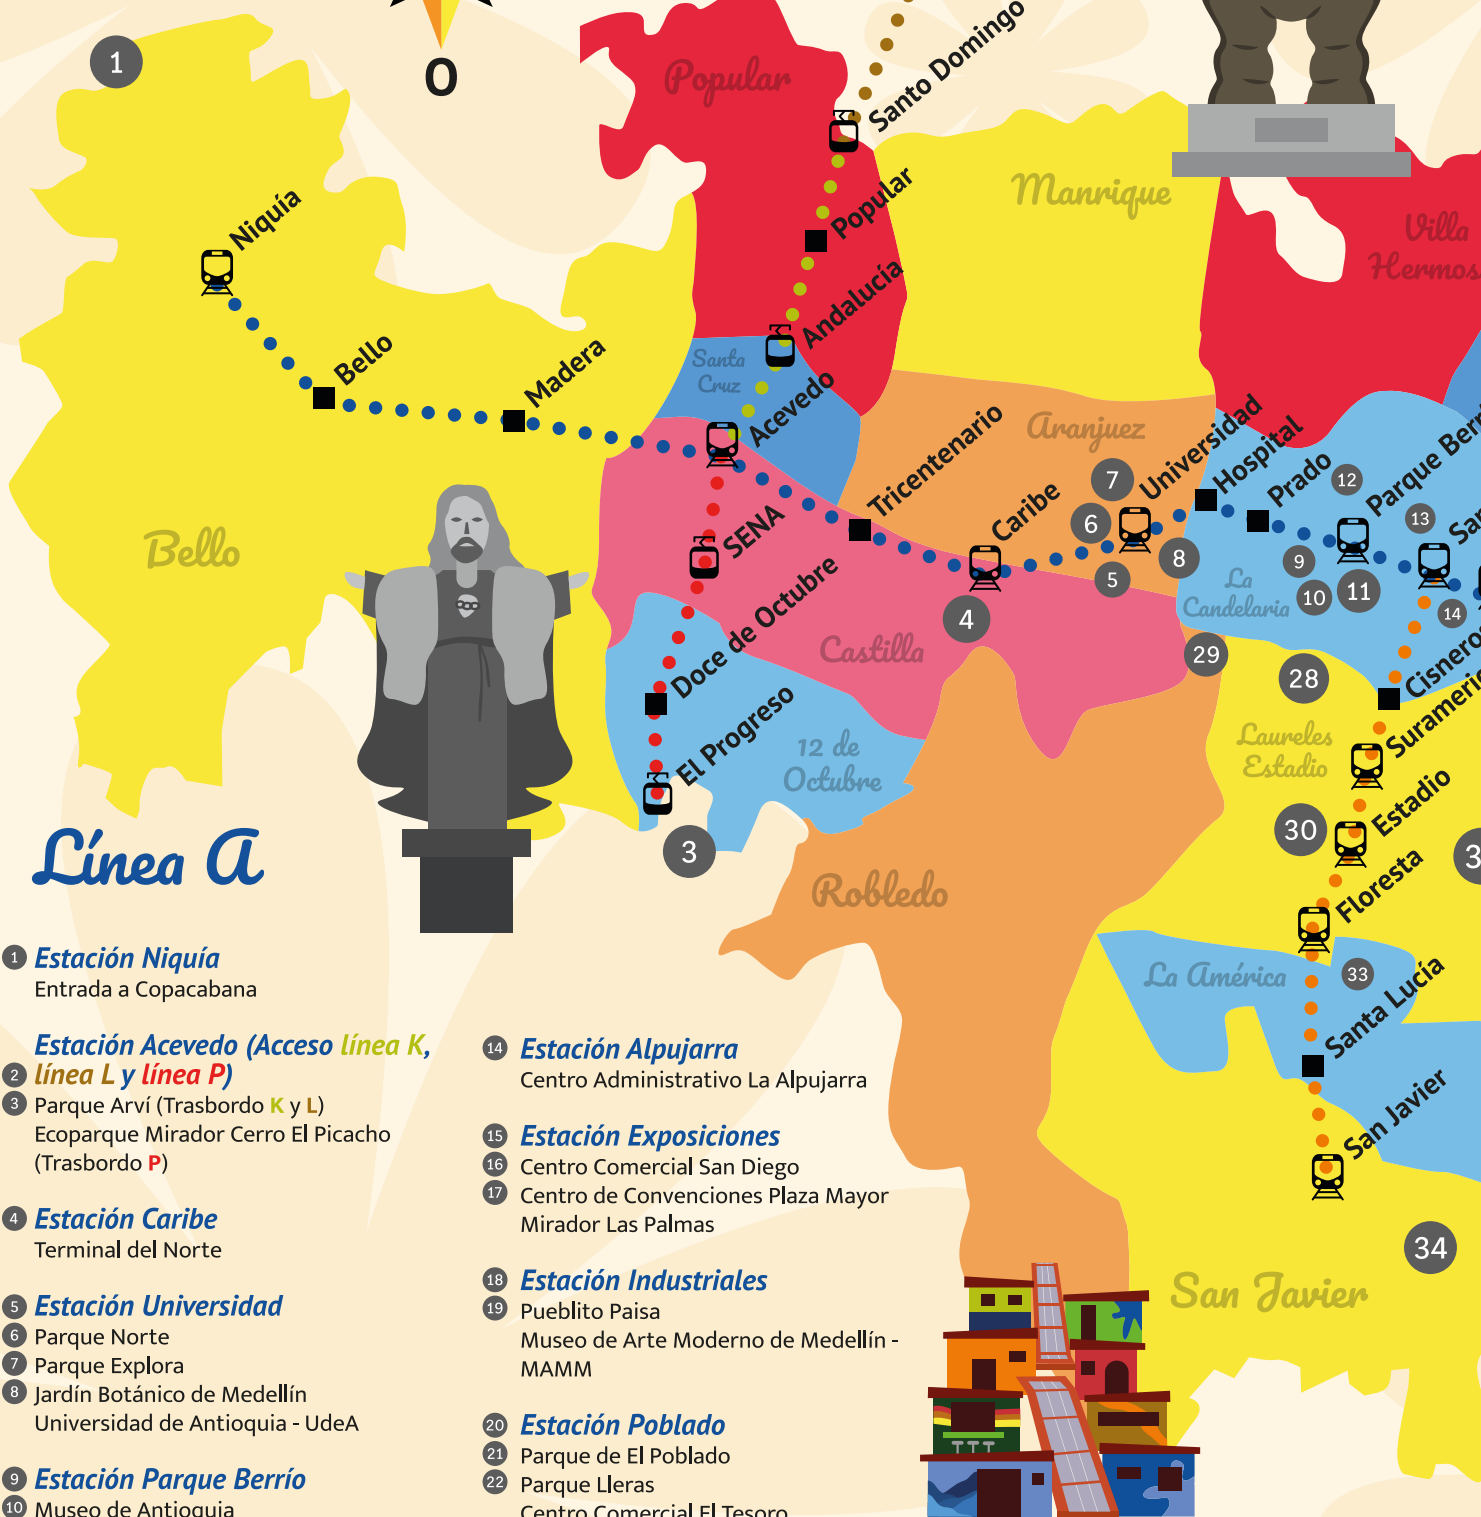 1
O
Popular
Santo Domingo
Manrique
Villa
Niquía
Popular
Andalucía
Santa
Cruz
Bello
Madera
Acevedo
Aranjuez
Tricentenario
Universidad
Hospital
Prado
12
7
6
Caribe
13
SENA
8
9
5
10
11
14
Bello
La
Candelaria
4
Doce de Octubre
Castilla
29
28
El Progreso
12 de
Octubre
Laureles
Estadio
30
Estadio
3
Floresta
Robledo
La América
33
Santa Lucía
San Javier
34
San Javier
Línea A
1 Estación Niquía
Entrada a Copacabana
Estación Acevedo (Acceso línea K,
2 línea L y línea P)
3 Parque Arví (Trasbordo K y L)
Ecoparque Mirador Cerro El Picacho
(Trasbordo P)
4 Estación Caribe
Terminal del Norte
5 Estación Universidad
6 Parque Norte
7 Parque Explora
8 Jardín Botánico de Medellín
Universidad de Antioquia - UdeA
9 Estación Parque Berrío
10 Museo de Antioquia
14 Estación Alpujarra
Centro Administrativo La Alpujarra
15 Estación Exposiciones
16 Centro Comercial San Diego
17 Centro de Convenciones Plaza Mayor
Mirador Las Palmas
18 Estación Industriales
19 Pueblito Paisa
Museo de Arte Moderno de Medellín -
MAMM
20 Estación Poblado
21 Parque de El Poblado
22 Parque Lleras
Centro Comercial El Tesoro